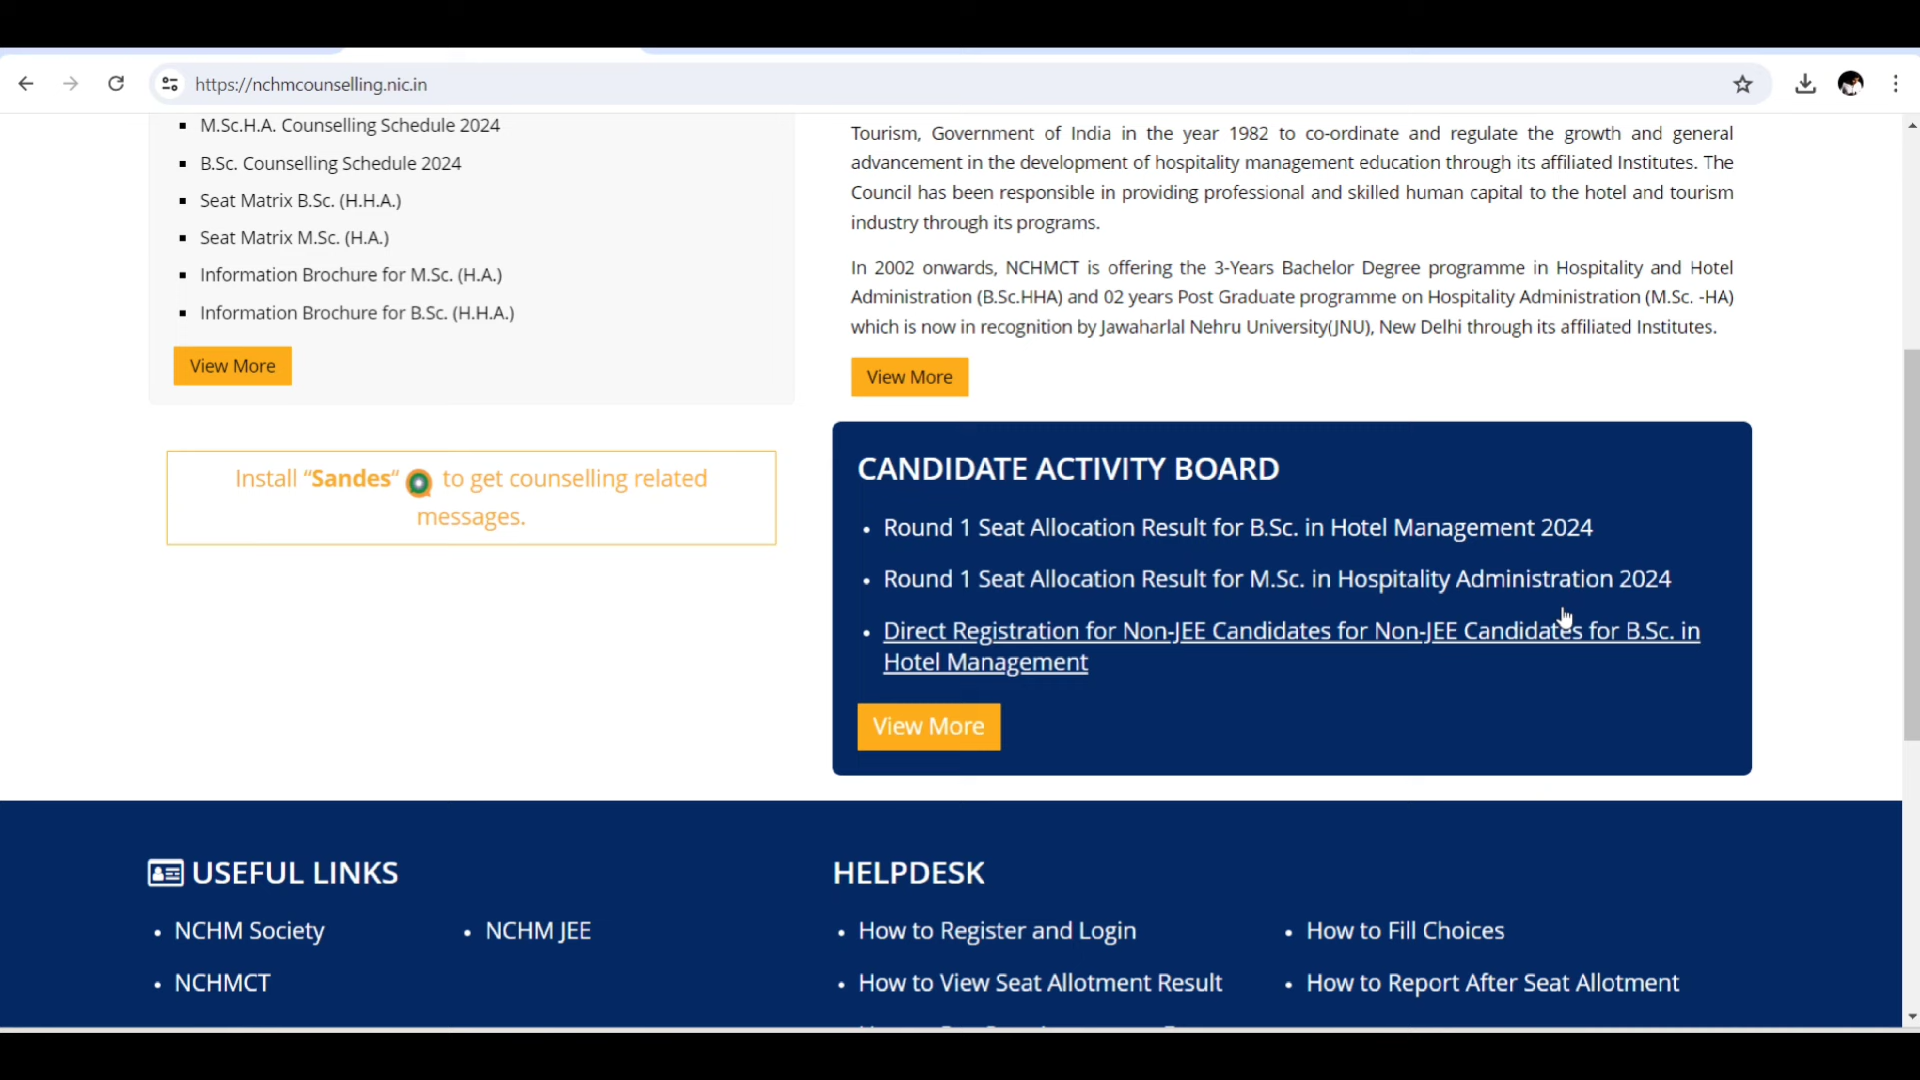 https://nchmcounselling.nic.in
M.Sc.H.A. Counselling Schedule 2024
B.Sc. Counselling Schedule 2024
Seat Matrix B.Sc. (H.H.A.)
Seat Matrix M.Sc. (H.A.)
Information Brochure for M.Sc. (H.A.)
Information Brochure for B.Sc. (H.H.A.)
View More
Install “Sandes“ to get counselling related
messages.
Tourism, Government of India in the year 1982 to co-ordinate and regulate the growth and general
advancement in the development of hospitality management education through its affiliated Institutes. The
Council has been responsible in providing professional and skilled human capital to the hotel and tourism
industry through its programs.
In 2002 onwards, NCHMCT is offering the 3-Years Bachelor Degree programme in Hospitality and Hotel
Administration (B.Sc.HHA) and 02 years Post Graduate programme on Hospitality Administration (M.Sc. -HA)
which is now in recognition by Jawaharlal Nehru University(JNU), New Delhi through its affiliated Institutes.
View More
CANDIDATE ACTIVITY BOARD
Round 1 Seat Allocation Result for B.Sc. in Hotel Management 2024
Round 1 Seat Allocation Result for M.Sc. in Hospitality Administration 2024
Direct Registration for Non-JEE Candidates for Non-JEE Candidates for B.Sc. in
Hotel Management
View More
USEFUL LINKS
NCHM Society
NCHM JEE
NCHMCT
HELPDESK
How to Register and Login
How to Fill Choices
How to View Seat Allotment Result
How to Report After Seat Allotment